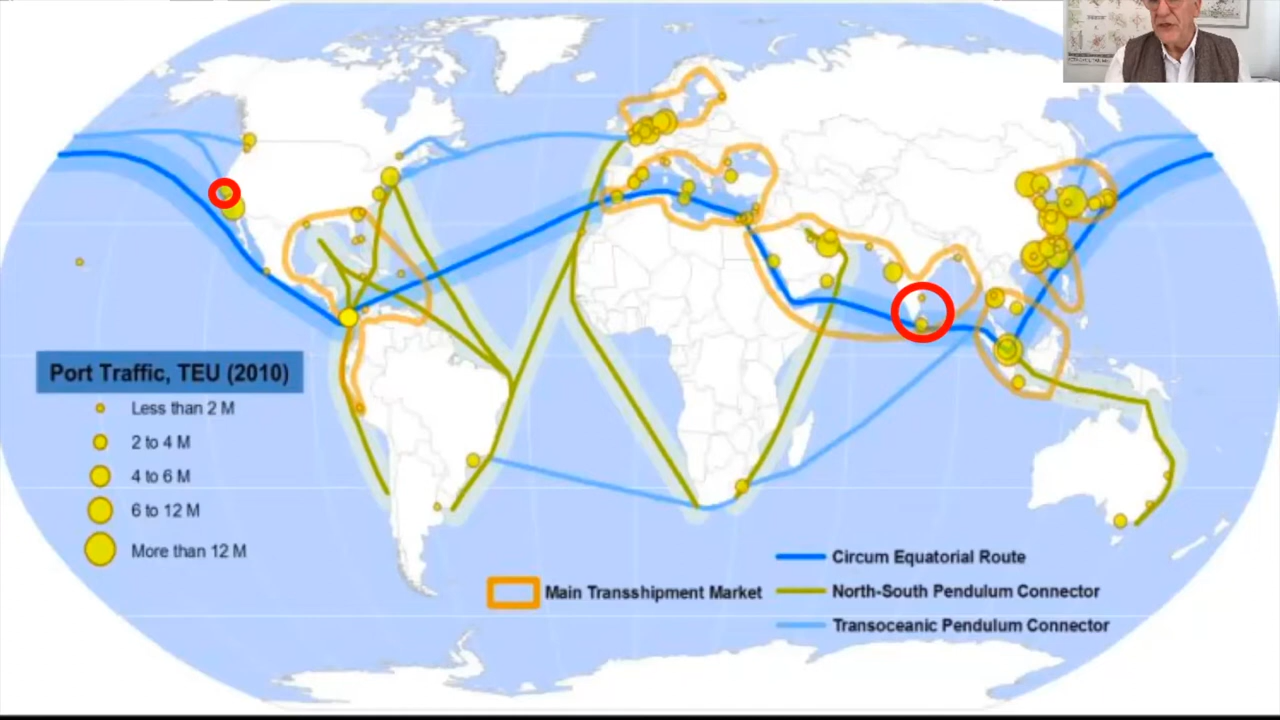 Port Traffic, TEU (2010)
Less than 2 M
2 to 4 M
4 to 6 M
6 to 12 M
More than 12 M
Main Transshipment Market
Circum Equatorial Route
North-South Pendulum Connector
Transoceanic Pendulum Connector